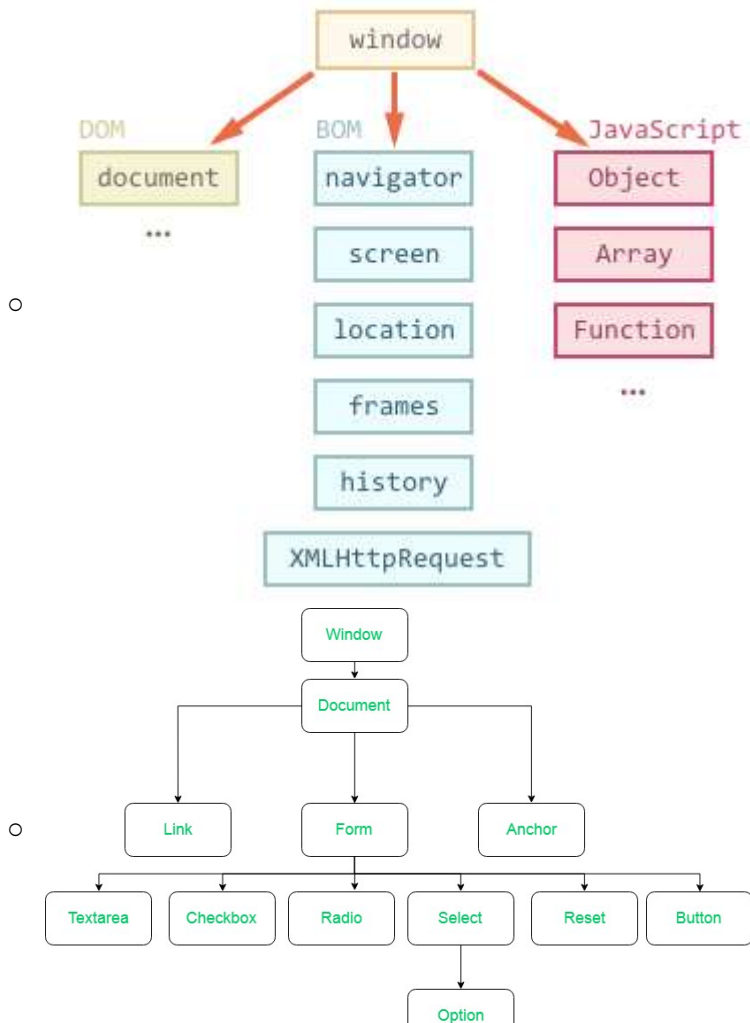 window
DOM BOM JavaScript
document navigator Object
...
screen Array
location Function
...
frames
history
XMLHttpRequest
Window
Document
Link Form Anchor
Textarea Checkbox Radio Select Reset Button
Option